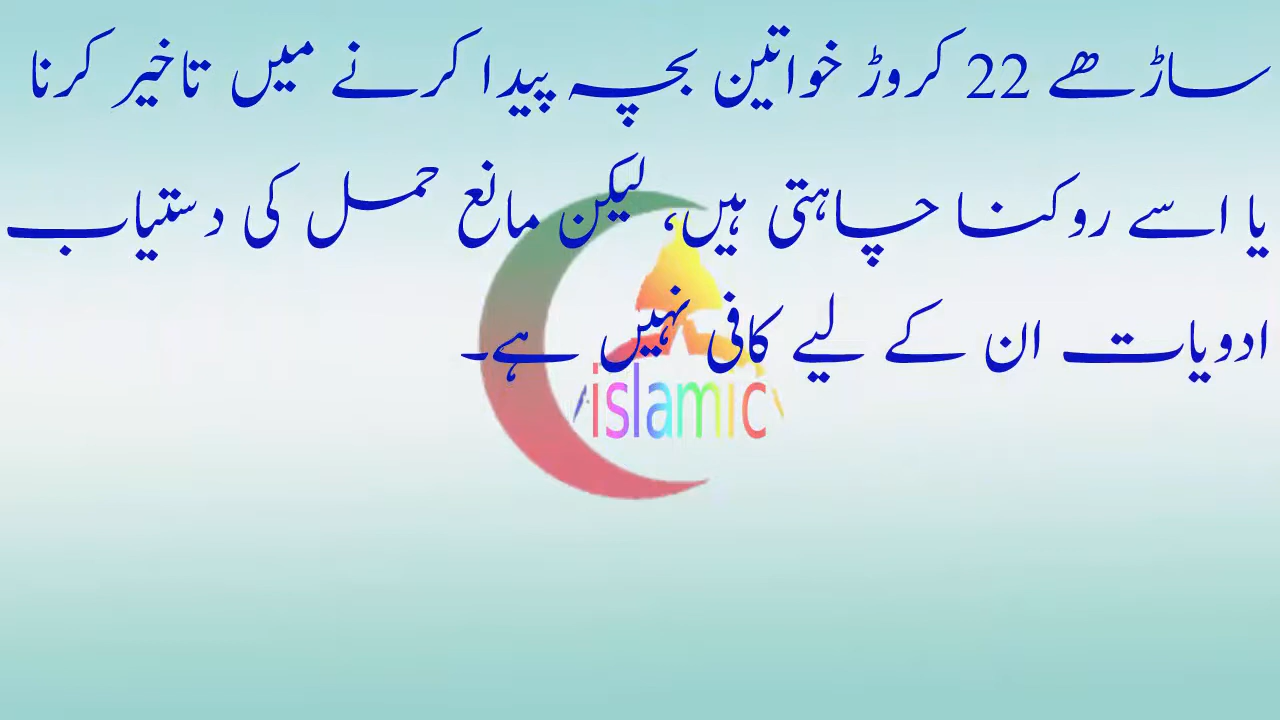 ساڑھے 22 کروڑ خواتین بچہ پیدا کرنے میں تاخیر کرنا
یا اسے روکنا چاہتی ہیں، لیکن مانع حمل کی دستیاب
ادویات ان کے لیے کافی نہیں ہے۔
islamic